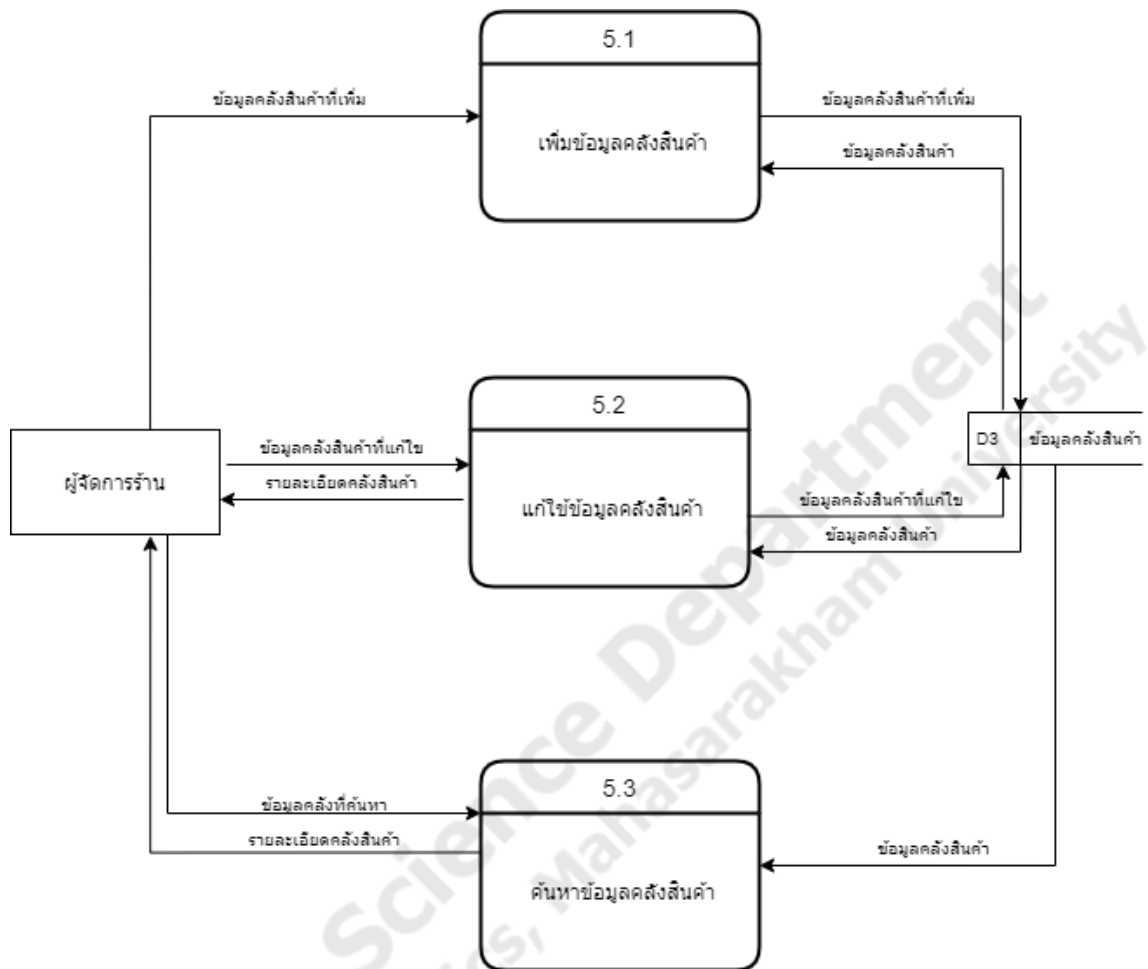 5.1
ข้อมูลคลังสินค้าที่เพิ่ม
ข้อมูลคลังสินค้าที่เพิ่ม
เพิ่มข้อมูลคลังสินค้า
ข้อมูลคลังสินค้า
5.2
ผู้จัดการร้าน
ข้อมูลคลังสินค้าที่แก้ไข
รายละเอียดคลังสินค้า
แก้ไข้ข้อมูลคลังสินค้า
D3
ข้อมูลคลังสินค้า
ข้อมูลคลังสินค้าที่แก้ไข
ข้อมูลคลังสินค้า
5.3
ข้อมูลคลังที่ค้นหา
รายละเอียดคลังสินค้า
ค้นหาข้อมูลคลังสินค้า
ข้อมูลคลังสินค้า
Science Department
Mahasarakham University